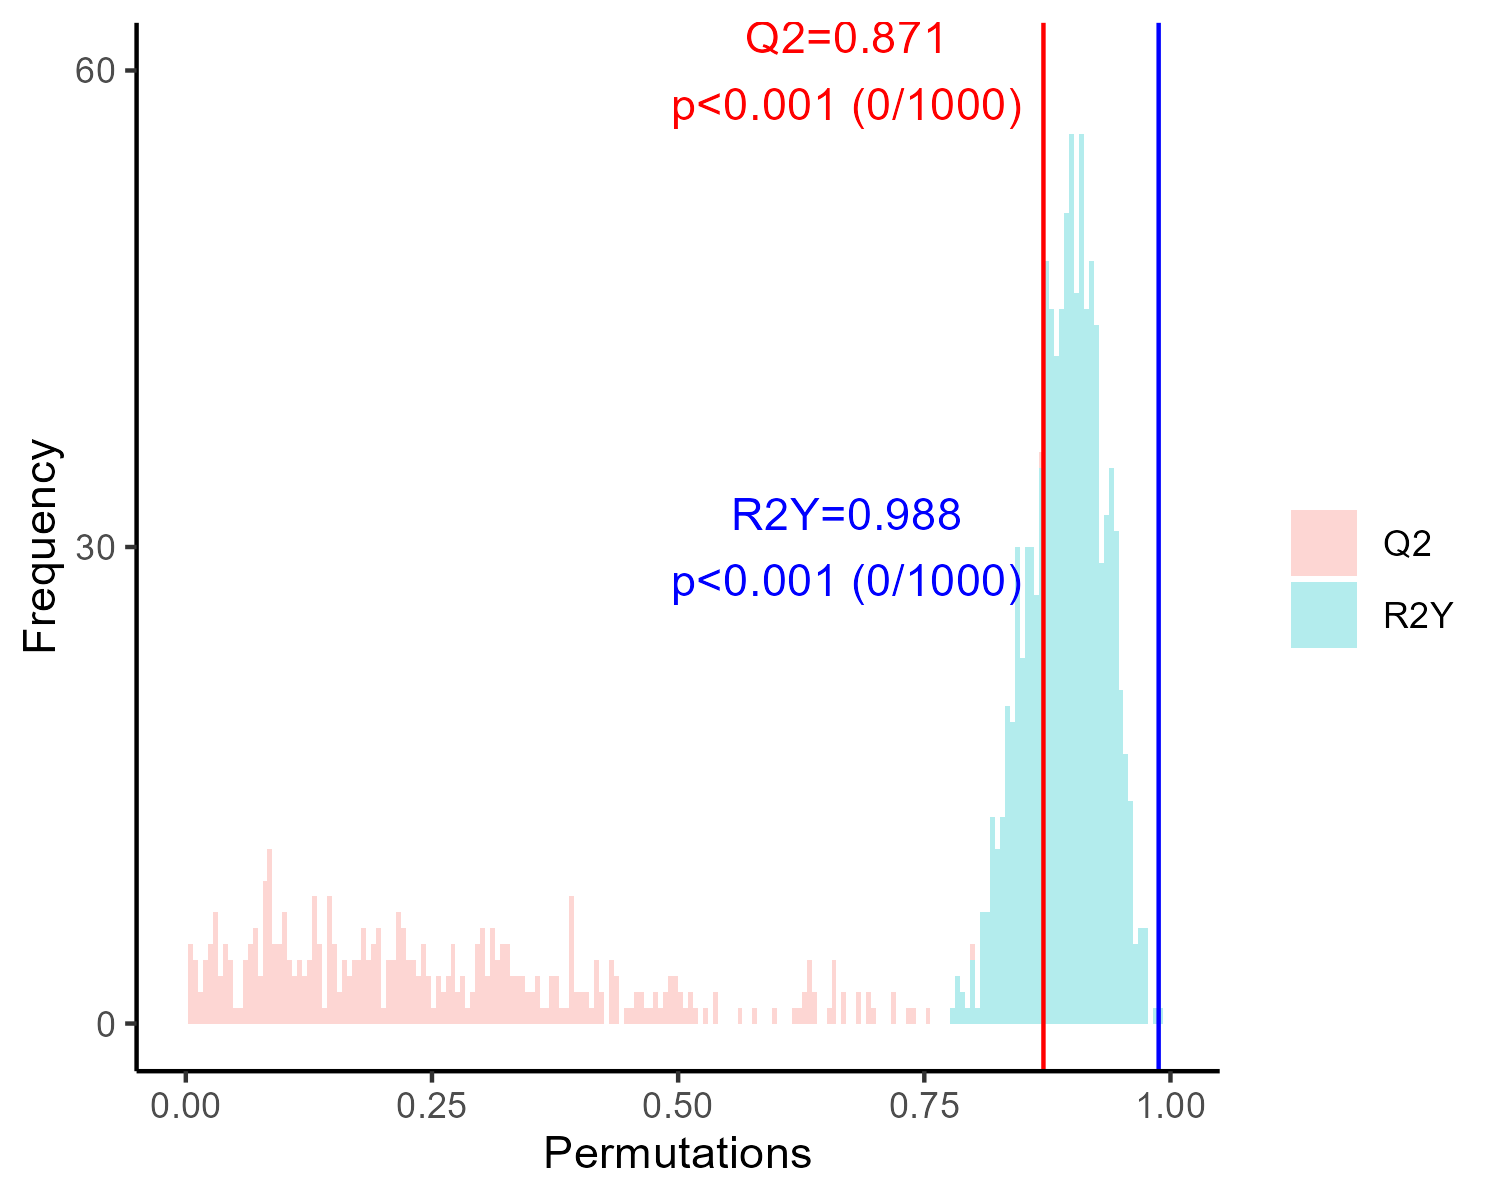 Q2=0.871
p<0.001 (0/1000)
R2Y=0.988
p<0.001 (0/1000)
Frequency
60
30
0
0.00
0.25
0.50
0.75
1.00
Permutations
Q2
R2Y